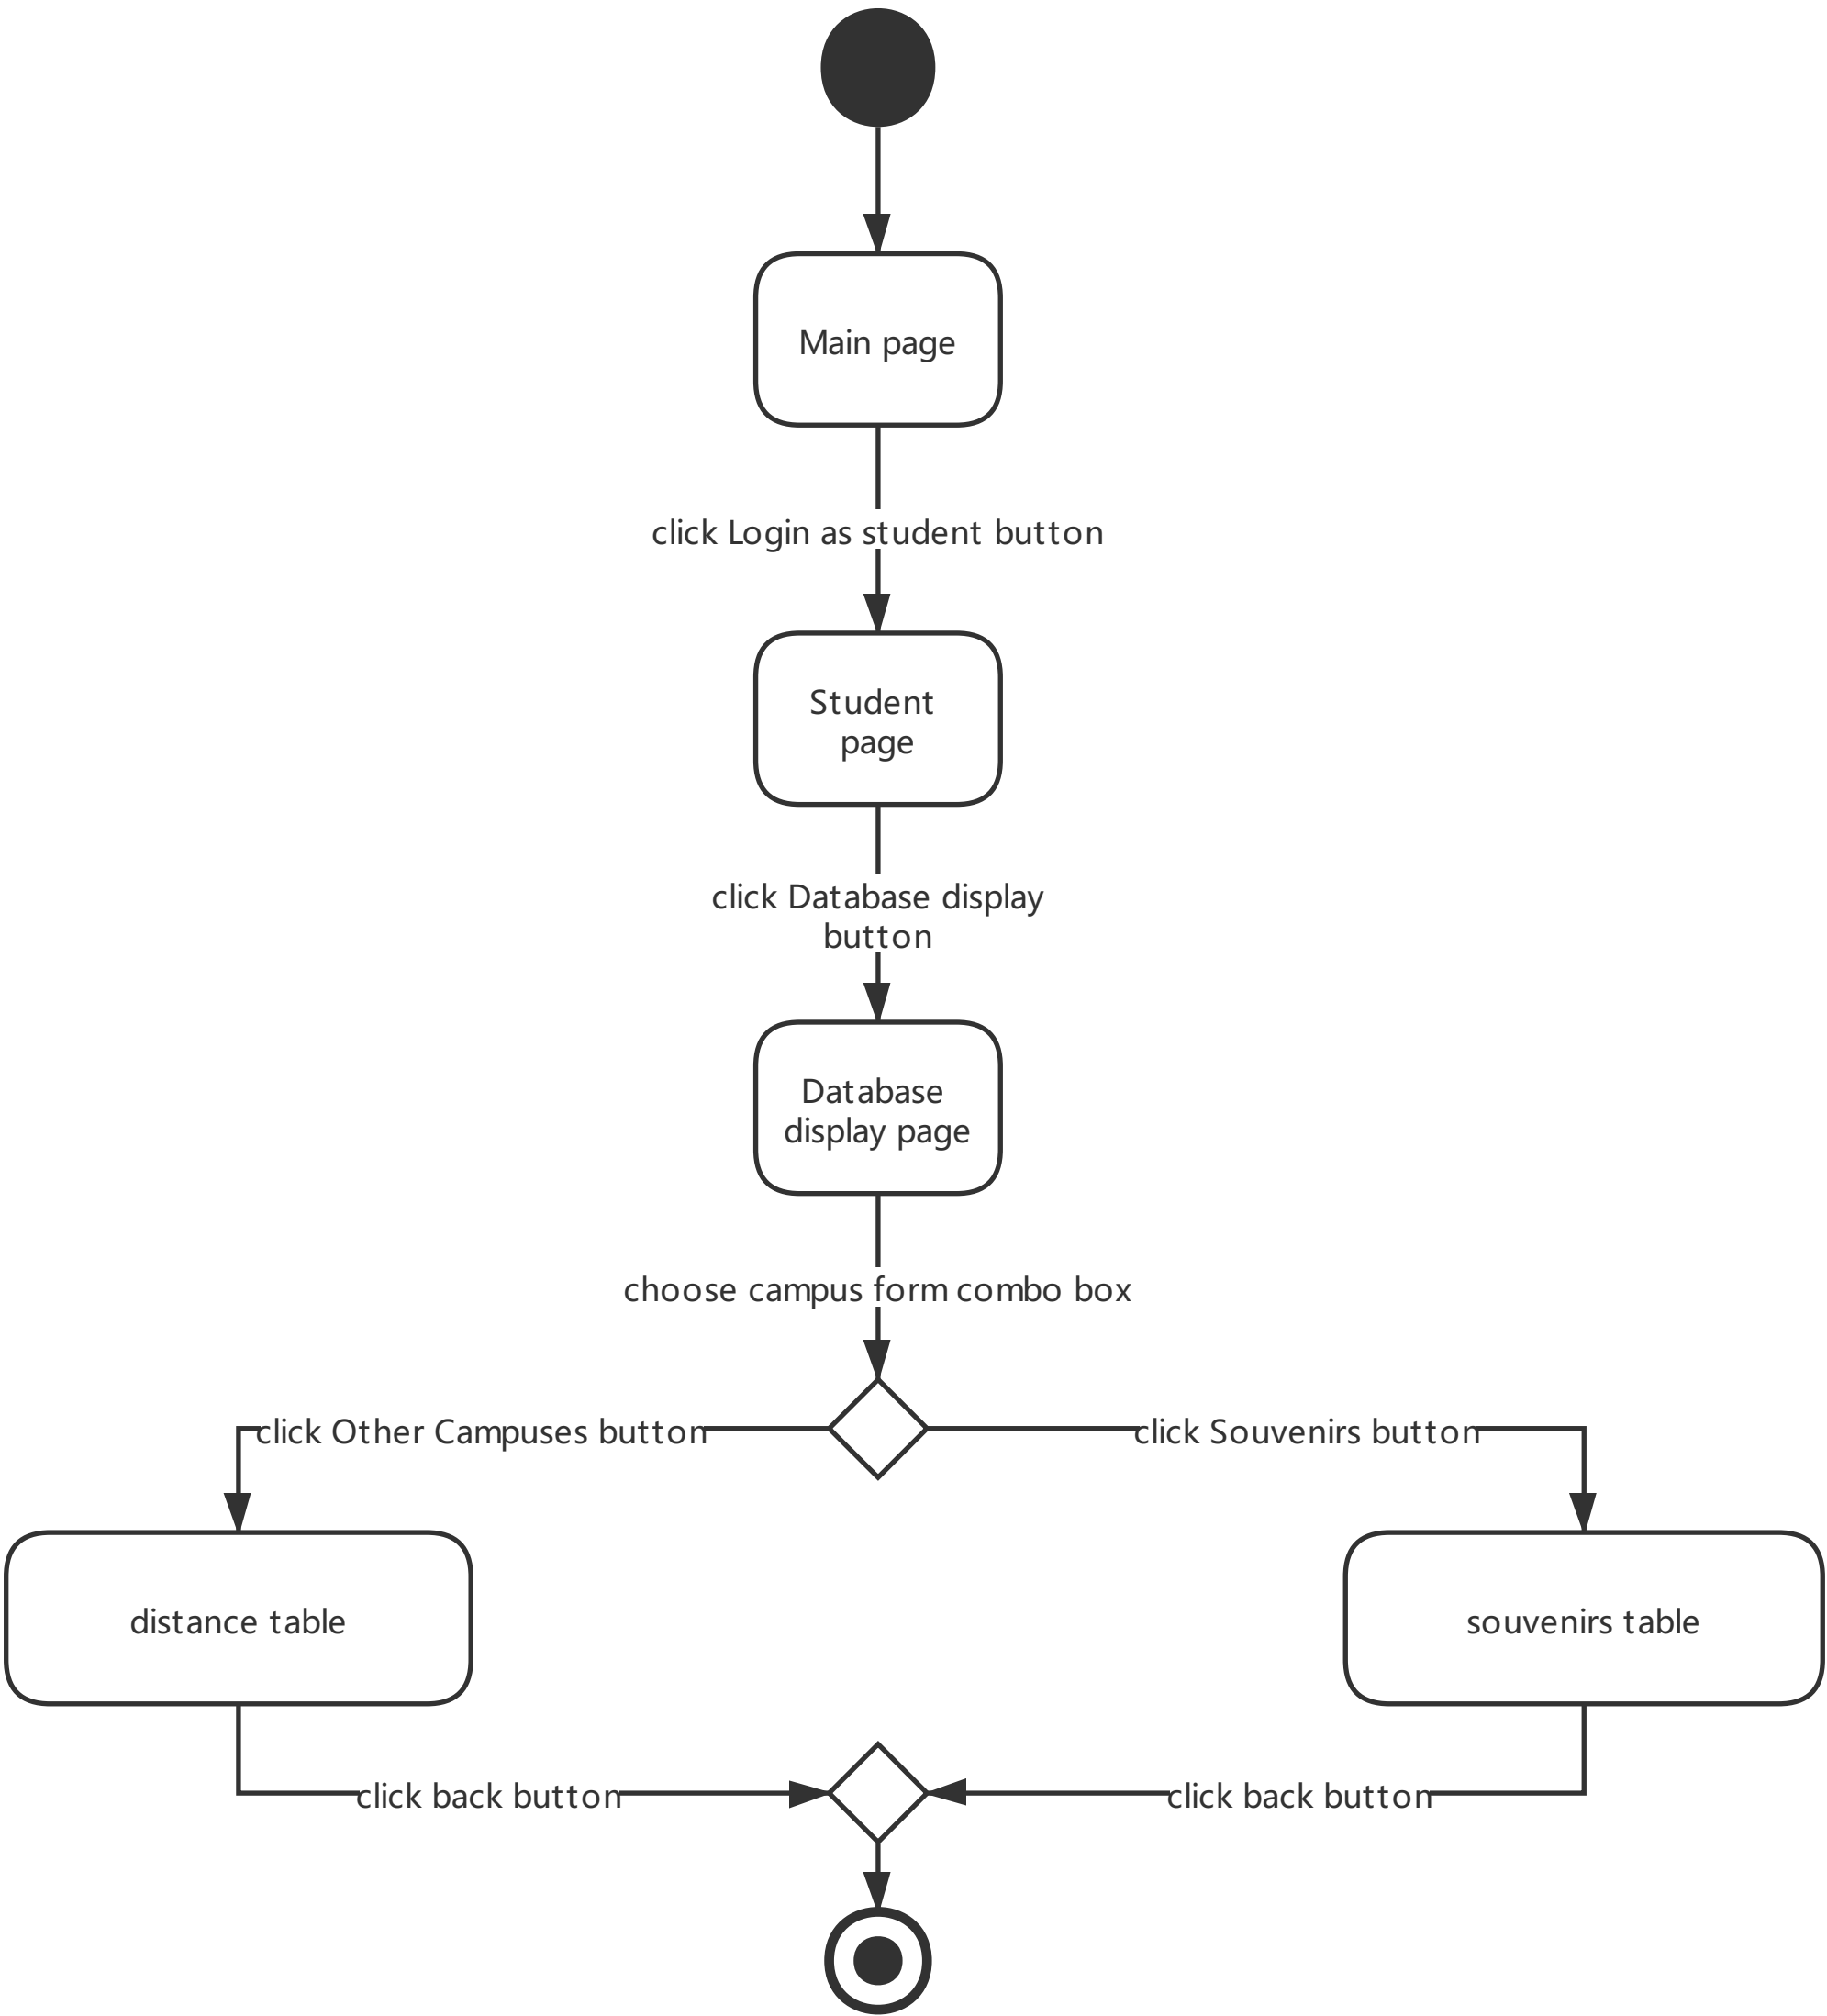 Main page
click Login as student button
Student
page
click Database display
button
Database
display page
choose campus form combo box
click Other Campuses button
click Souvenirs button
distance table
souvenirs table
click back button
click back button